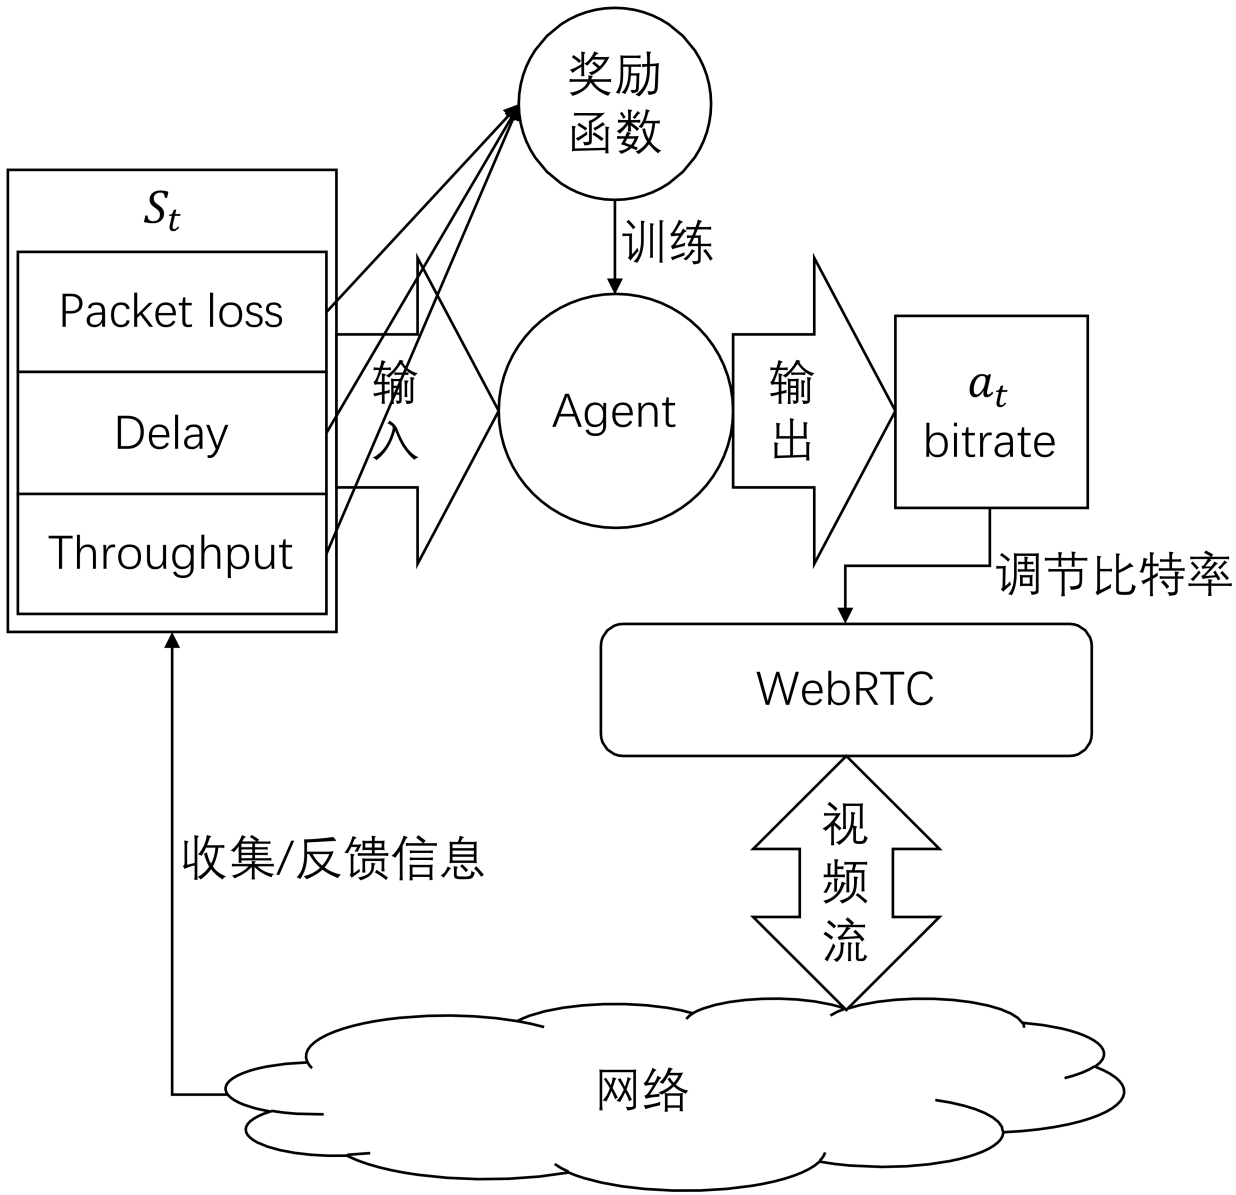 奖励
函数
S_t
训练
Packet loss
Delay
Throughput
输
入
Agent
输
出
a_t
bitrate
调节比特率
WebRTC
视
频
流
收集/反馈信息
网络